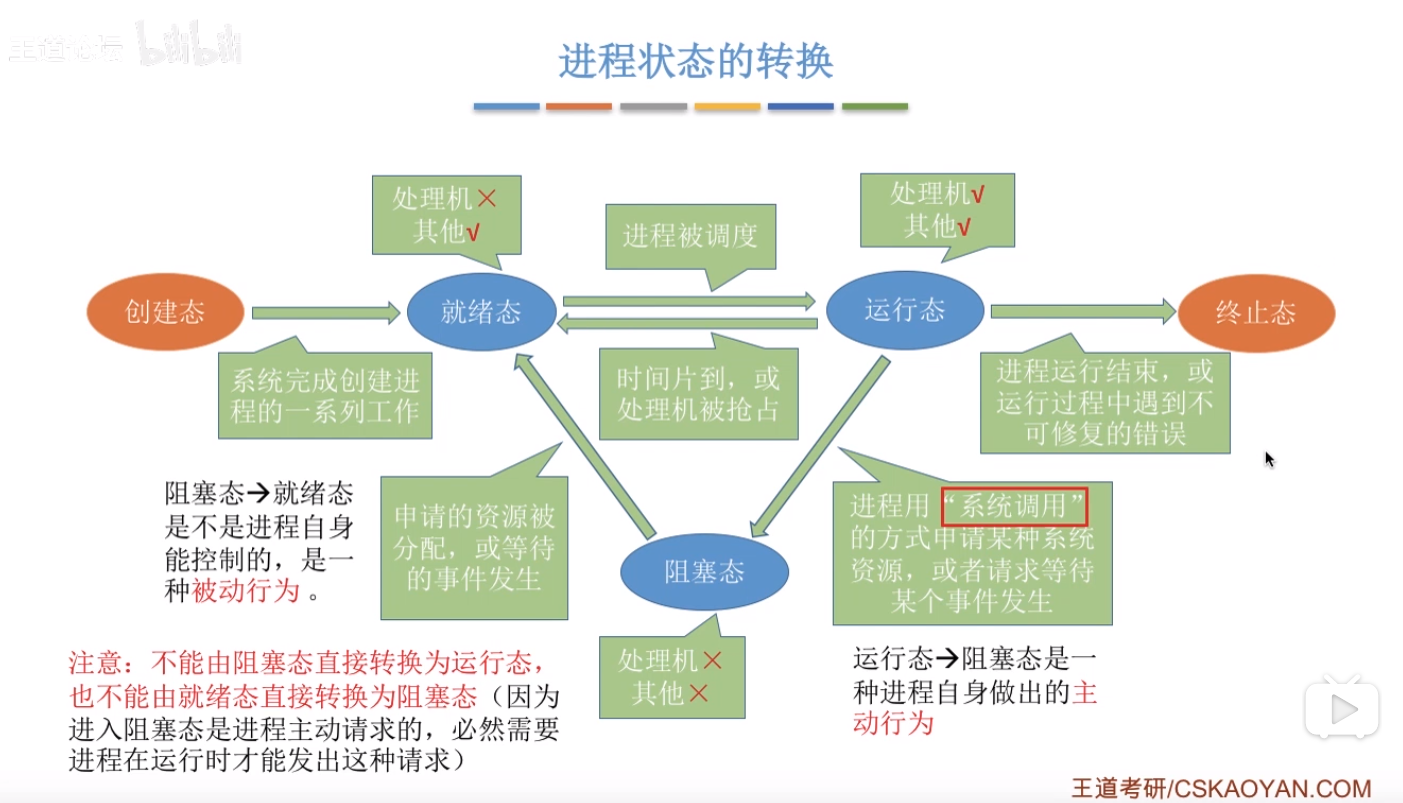 王道论坛 bilibili
进程状态的转换
处理机×
其他√
进程被调度
处理机√
其他√
创建态
就绪态
运行态
终止态
系统完成创建进
程的一系列工作
时间片到，或
处理机被抢占
进程运行结束，或
运行过程中遇到不
可修复的错误
阻塞态→就绪态
是不是进程自身
能控制的，是一
种被动行为 。
申请的资源被
分配，或等待
的事件发生
阻塞态
进程用“系统调用”
的方式申请某种系统
资源，或者请求等待
某个事件发生
处理机×
其他×
运行态→阻塞态是一
种进程自身做出的主
动行为
注意：不能由阻塞态直接转换为运行态，
也不能由就绪态直接转换为阻塞态（因为
进入阻塞态是进程主动请求的，必然需要
进程在运行时才能发出这种请求）
王道考研/CSKAOYAN.COM